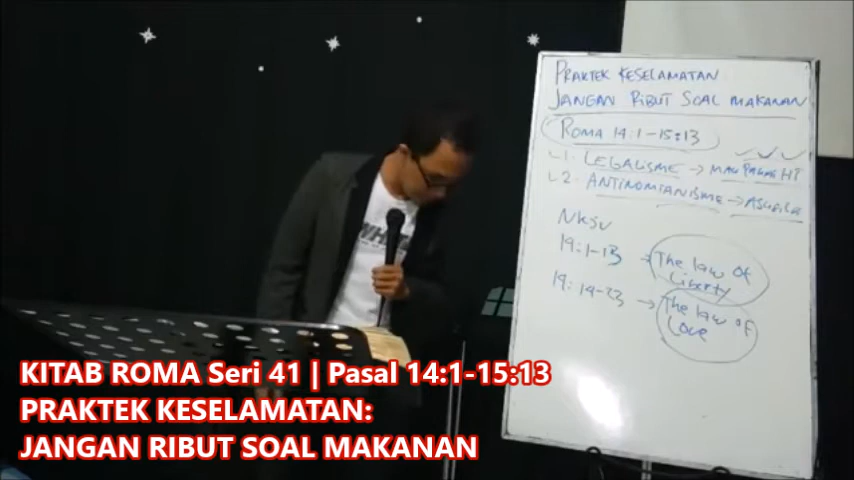 PRAKTEK KESELAMATAN
JANGAN RIBUT SOAL MAKANAN
ROMA 14:1-15:13
1. LEGALISME →
2. ANTINOMIANISME →
NKJV
14:1-13 → The law of Liberty
14:14-23 → The law of Love
KITAB ROMA Seri 41 | Pasal 14:1-15:13
PRAKTEK KESELAMATAN:
JANGAN RIBUT SOAL MAKANAN